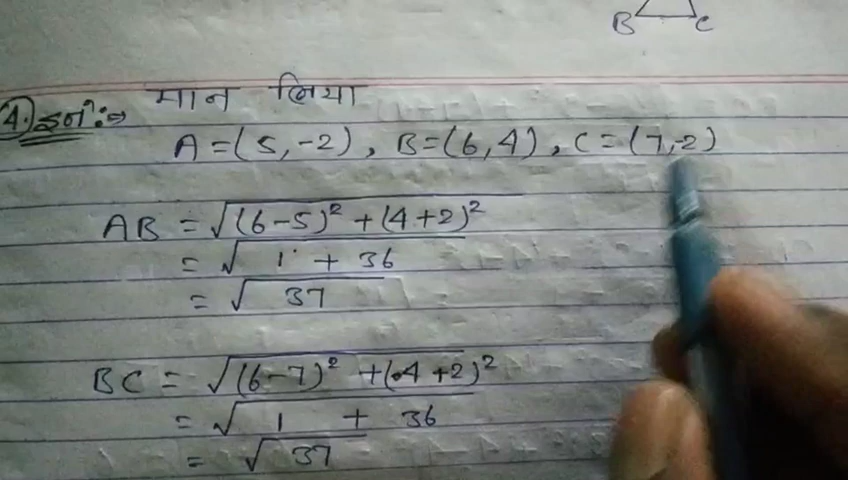 B C
4. हल :→ मान लिया
A = (5, -2), B = (6, 4), C = (7, -2)
AB = √(6-5)² + (4+2)²
= √1 + 36
= √37
BC = √(6-7)² + (4+2)²
= √1 + 36
= √37